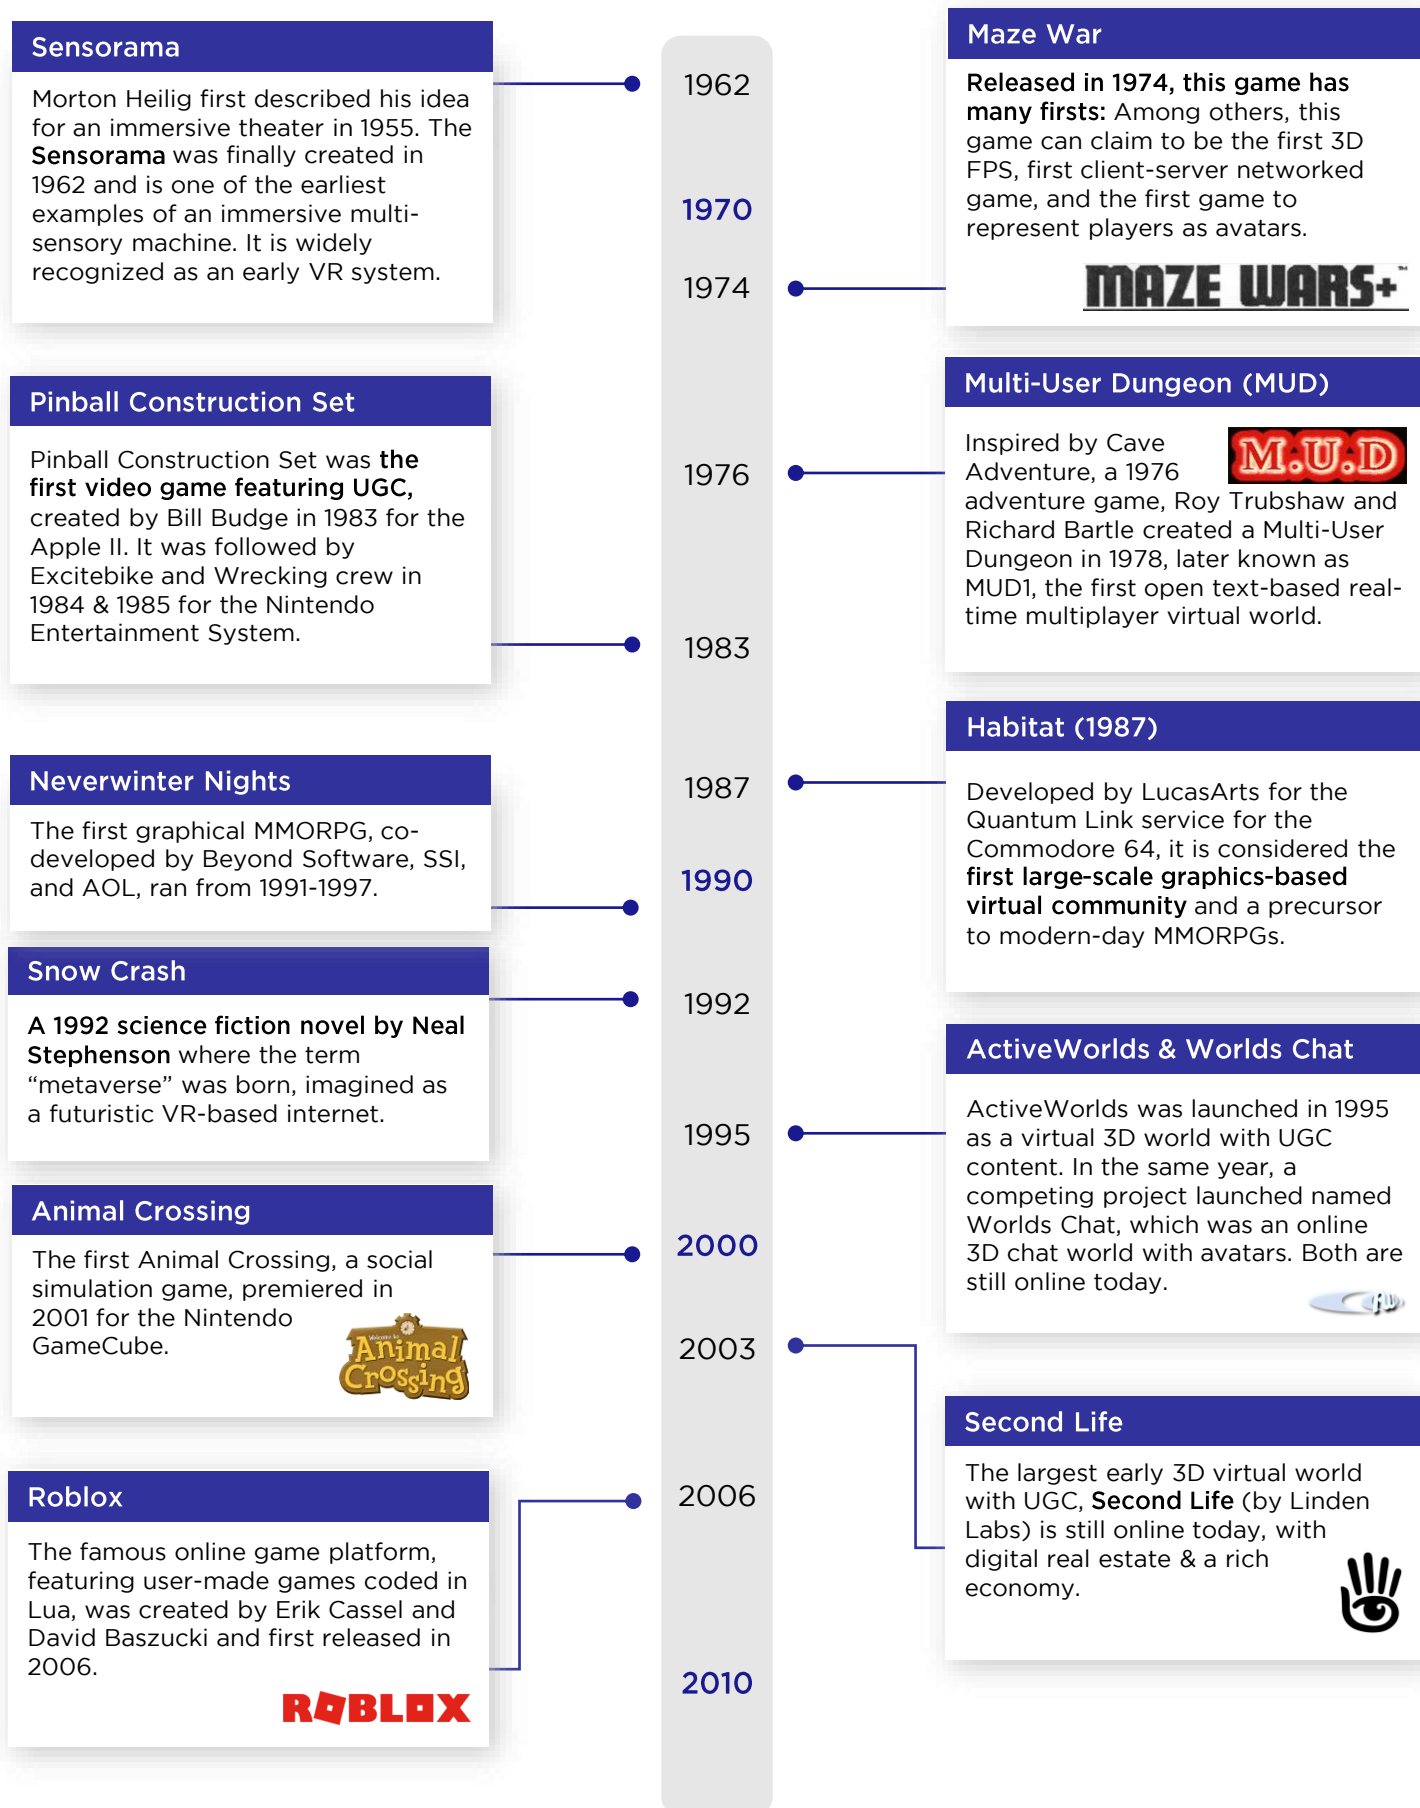 Sensorama
Morton Heilig first described his idea
for an immersive theater in 1955. The
Sensorama was finally created in
1962 and is one of the earliest
examples of an immersive multi-
sensory machine. It is widely
recognized as an early VR system.
1962
1970
1974
Maze War
Released in 1974, this game has
many firsts: Among others, this
game can claim to be the first 3D
FPS, first client-server networked
game, and the first game to
represent players as avatars.
MAZE WARS+™
Pinball Construction Set
Pinball Construction Set was the
first video game featuring UGC,
created by Bill Budge in 1983 for the
Apple II. It was followed by
Excitebike and Wrecking crew in
1984 & 1985 for the Nintendo
Entertainment System.
1976
1983
Multi-User Dungeon (MUD)
Inspired by Cave
M.U.D
Adventure, a 1976
adventure game, Roy Trubshaw and
Richard Bartle created a Multi-User
Dungeon in 1978, later known as
MUD1, the first open text-based real-
time multiplayer virtual world.
Neverwinter Nights
The first graphical MMORPG, co-
developed by Beyond Software, SSI,
and AOL, ran from 1991-1997.
1987
1990
Habitat (1987)
Developed by LucasArts for the
Quantum Link service for the
Commodore 64, it is considered the
first large-scale graphics-based
virtual community and a precursor
to modern-day MMORPGs.
Snow Crash
A 1992 science fiction novel by Neal
Stephenson where the term
“metaverse” was born, imagined as
a futuristic VR-based internet.
1992
1995
ActiveWorlds & Worlds Chat
ActiveWorlds was launched in 1995
as a virtual 3D world with UGC
content. In the same year, a
competing project launched named
Worlds Chat, which was an online
3D chat world with avatars. Both are
still online today.
Animal Crossing
The first Animal Crossing, a social
simulation game, premiered in
2001 for the Nintendo
GameCube.
Welcome to
Animal
Crossing
2000
2003
Second Life
The largest early 3D virtual world
with UGC, Second Life (by Linden
Labs) is still online today, with
digital real estate & a rich
economy.
Roblox
The famous online game platform,
featuring user-made games coded in
Lua, was created by Erik Cassel and
David Baszucki and first released in
2006.
ROBLOX
2006
2010